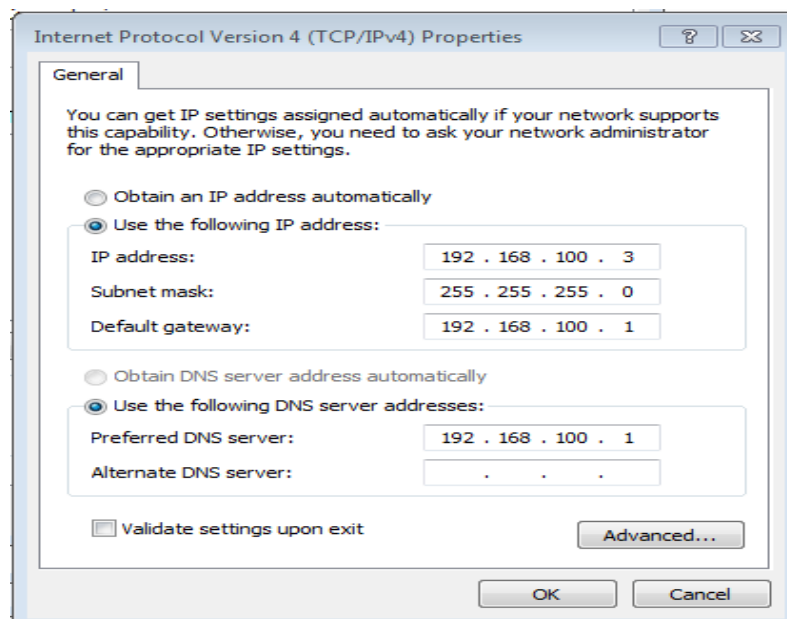 Internet Protocol Version 4 (TCP/IPv4) Properties
General
You can get IP settings assigned automatically if your network supports
this capability. Otherwise, you need to ask your network administrator
for the appropriate IP settings.
Obtain an IP address automatically
Use the following IP address:
IP address: 192 . 168 . 100 . 3
Subnet mask: 255 . 255 . 255 . 0
Default gateway: 192 . 168 . 100 . 1
Obtain DNS server address automatically
Use the following DNS server addresses:
Preferred DNS server: 192 . 168 . 100 . 1
Alternate DNS server: . . .
Validate settings upon exit
Advanced...
OK Cancel